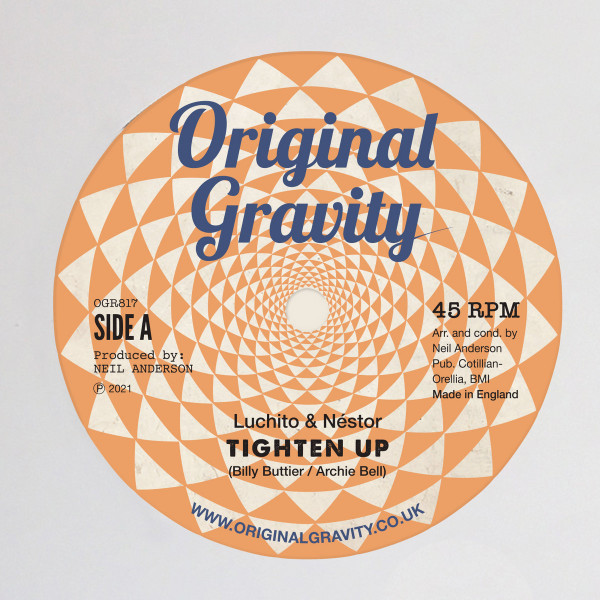 Original
Gravity
OGR817
SIDE A
Produced by:
NEIL ANDERSON
Ⓟ 2021
45 RPM
Arr. and cond. by
Neil Anderson
Pub. Cotillian-
Orellia, BMI
Made in England
Luchito & Néstor
TIGHTEN UP
(Billy Buttier / Archie Bell)
WWW.ORIGINALGRAVITY.CO.UK